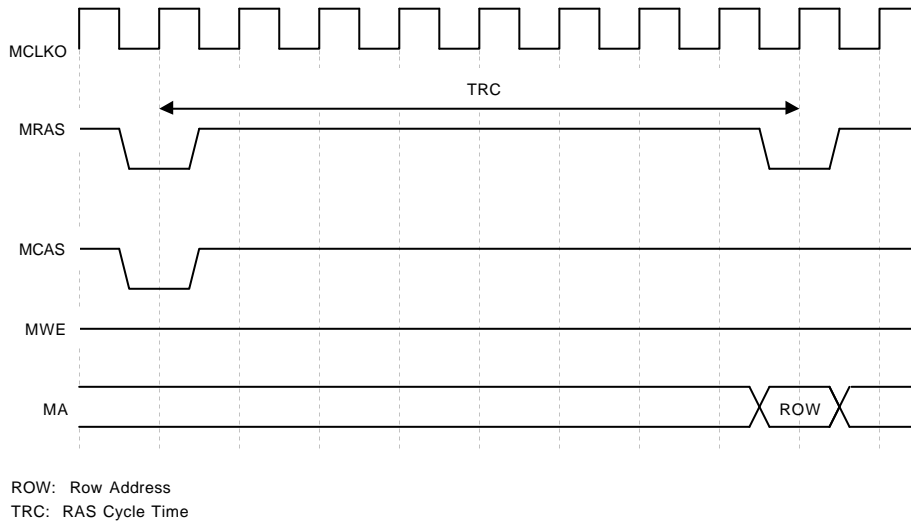 MCLKO
TRC
MRAS
MCAS
MWE
MA
ROW
ROW: Row Address
TRC: RAS Cycle Time